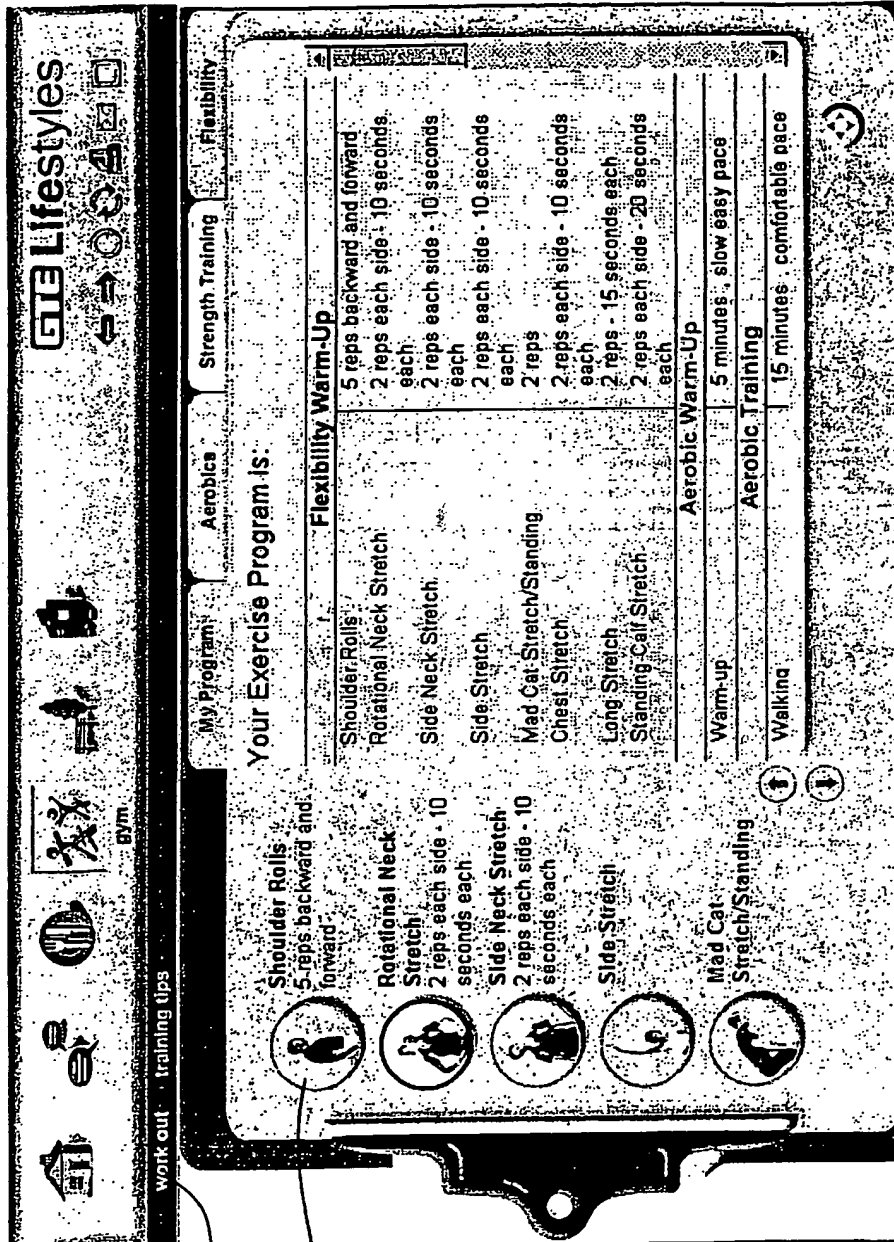 GTB Lifestyles
gym
work out training tips
My Program Aerobics Strength Training Flexibility
Shoulder Rolls
5 reps backward and
forward
Rotational Neck
Stretch
2 reps each side - 10
seconds each
Side Neck Stretch
2 reps each side - 10
seconds each
Side Stretch
Mad Cat
Stretch/Standing
Your Exercise Program Is:
Flexibility Warm-Up
Shoulder Rolls 5 reps backward and forward
Rotational Neck Stretch 2 reps each side - 10 seconds
each
Side Neck Stretch 2 reps each side - 10 seconds
each
Side Stretch 2 reps each side - 10 seconds
each
Mad Cat Stretch/Standing 2 reps
Chest Stretch 2 reps each side - 10 seconds
each
Long Stretch 2 reps - 15 seconds each
Standing Calf Stretch 2 reps each side - 20 seconds
each
Aerobic Warm-Up
Warm-up 5 minutes , slow easy pace
Aerobic Training
Walking 15 minutes , comfortable pace